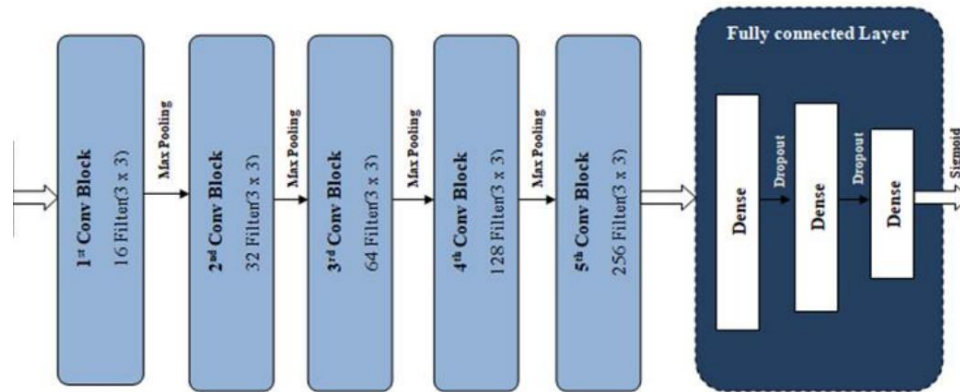 1st Conv Block
16 Filter(3 x 3)
Max Pooling
2nd Conv Block
32 Filter(3 x 3)
Max Pooling
3rd Conv Block
64 Filter(3 x 3)
Max Pooling
4th Conv Block
128 Filter(3 x 3)
Max Pooling
5th Conv Block
256 Filter(3 x 3)
Fully connected Layer
Dense
Dropout
Dense
Dropout
Dense
Sigmoid